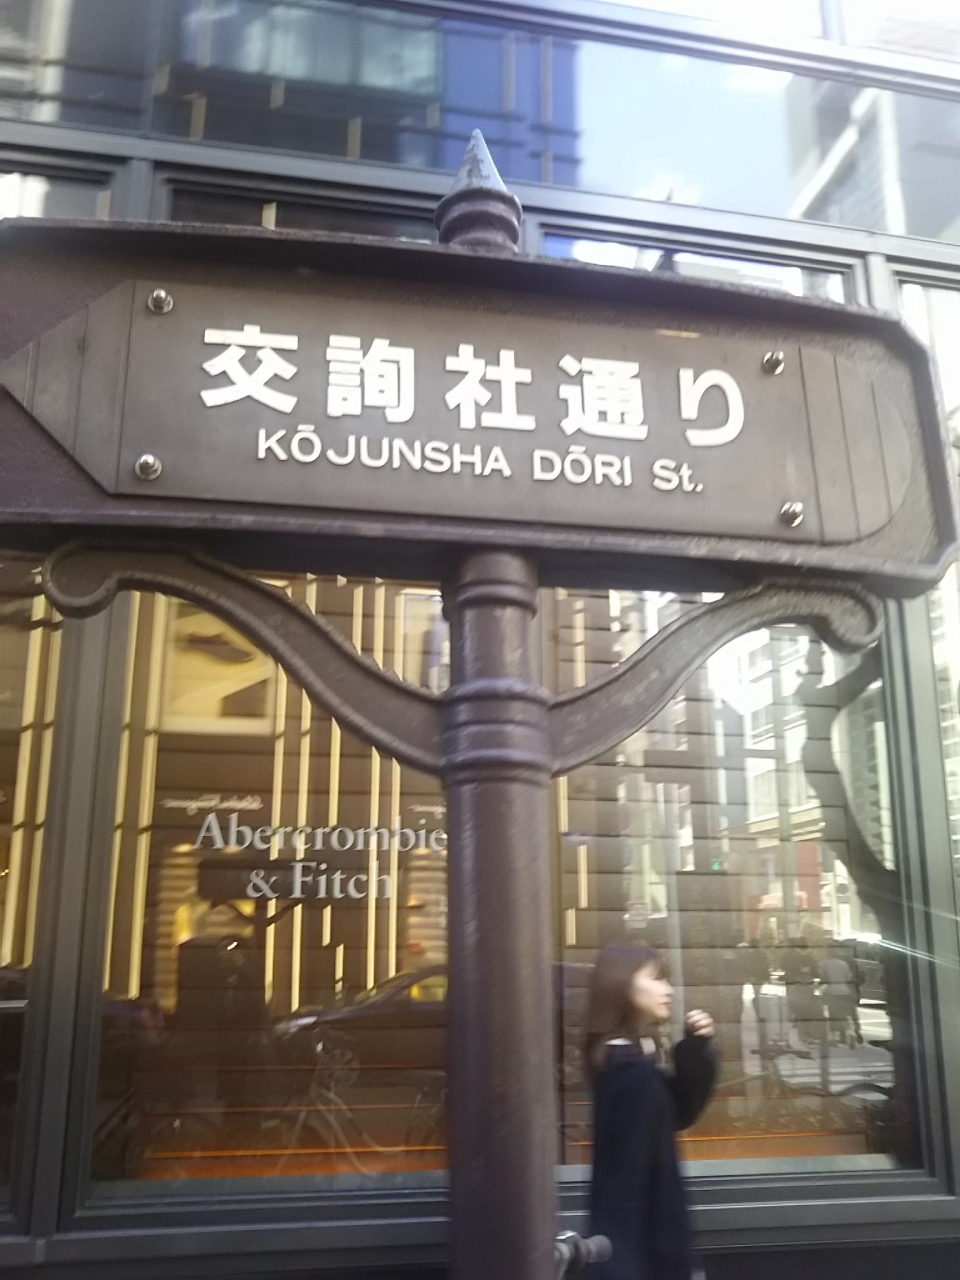 交詢社通り
KŌJUNSHA DŌRI St.
Abercrombie
& Fitch